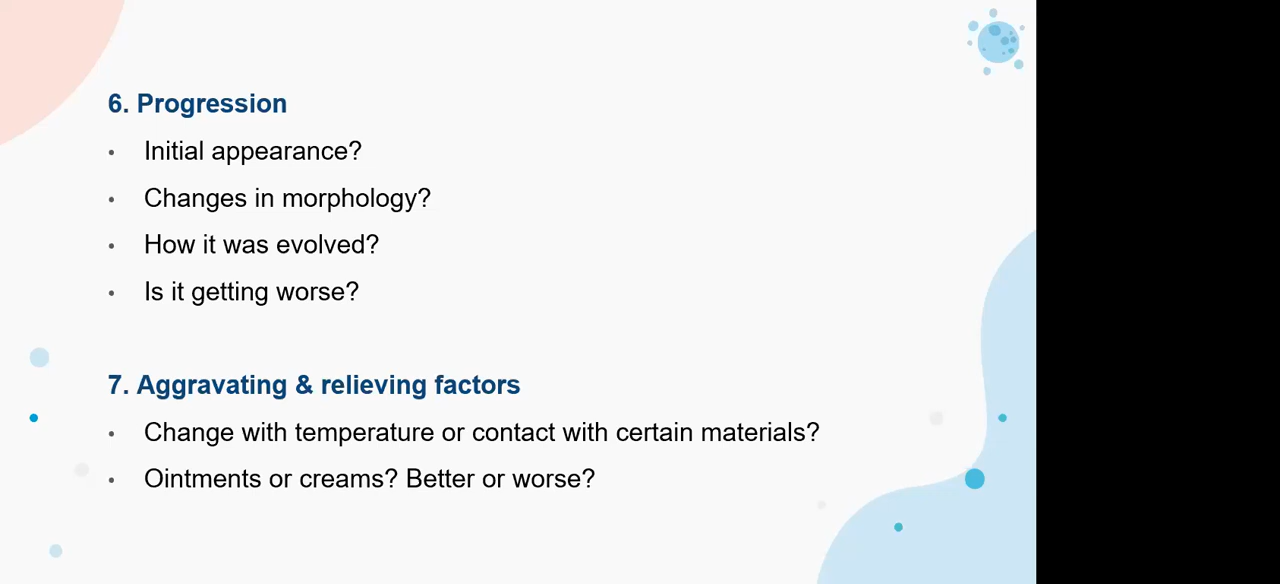 6. Progression
• Initial appearance?
• Changes in morphology?
• How it was evolved?
• Is it getting worse?
7. Aggravating & relieving factors
• Change with temperature or contact with certain materials?
• Ointments or creams? Better or worse?